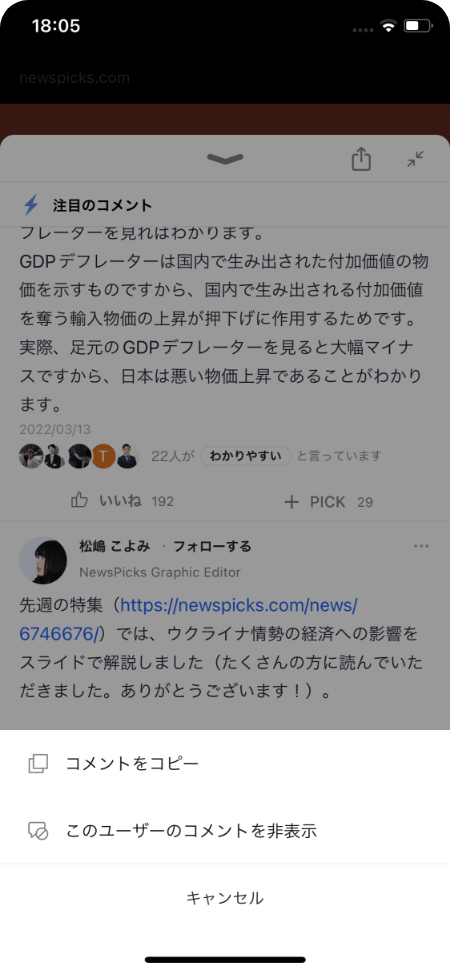 18:05
newspicks.com
注目のコメント
フレーターを見ればわかります。
GDPデフレーターは国内で生み出された付加価値の物
価を示すものですから、国内で生み出される付加価値
を奪う輸入物価の上昇が押下げに作用するためです。
実際、足元のGDPデフレーターを見ると大幅マイナ
スですから、日本は悪い物価上昇であることがわかり
ます。
2022/03/13
T 22人が わかりやすい と言っています
いいね 192 PICK 29
松嶋 こよみ ・フォローする
NewsPicks Graphic Editor
先週の特集（https://newspicks.com/news/
6746676/）では、ウクライナ情勢の経済への影響を
スライドで解説しました（たくさんの方に読んでいた
だきました。ありがとうございます！）。
コメントをコピー
このユーザーのコメントを非表示
キャンセル